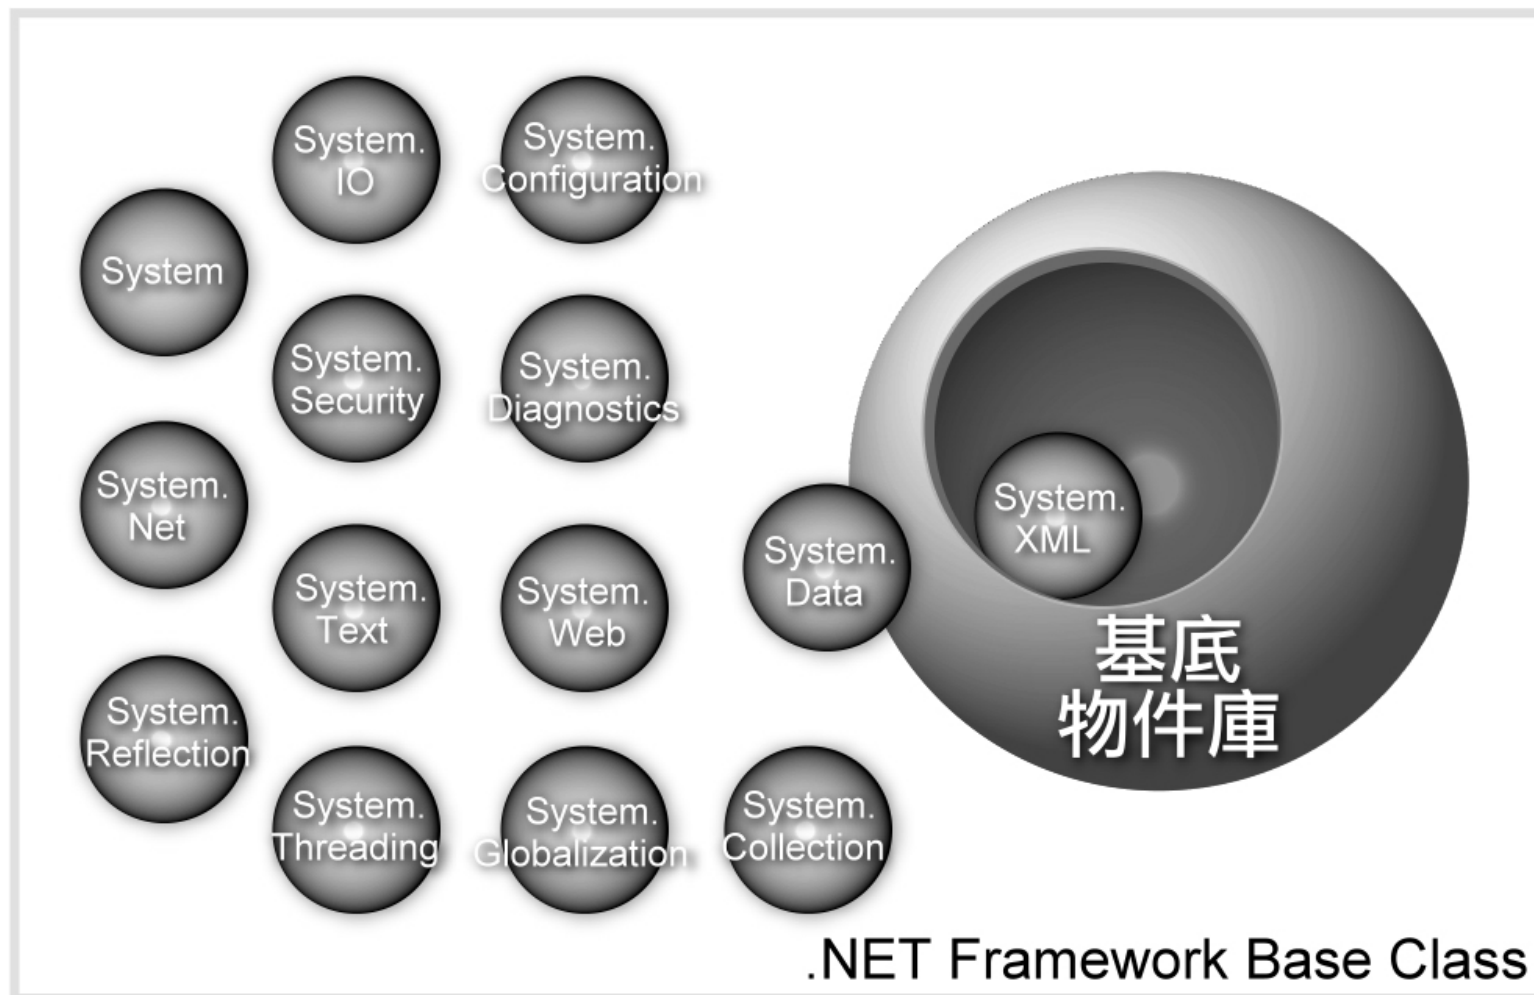 System.
IO
System.
Configuration
System
System.
Security
System.
Diagnostics
System.
Net
System.
XML
System.
Data
System.
Text
System.
Web
基底
物件庫
System.
Reflection
System.
Threading
System.
Globalization
System.
Collection
.NET Framework Base Class